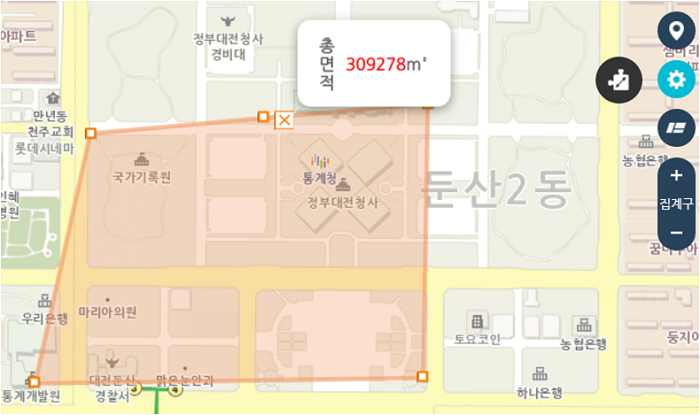 아파트
정부대전청사
경비대
총
면
적
309278㎡
만년동
천주교회
롯데시네마
국가기록원
통계청
정부대전청사
둔산2동
농협은행
집계구
우리은행
마리아의원
토요코인
농협은행
대전둔산
경찰서
맑은눈안과
통계개발원
하나은행
3
4